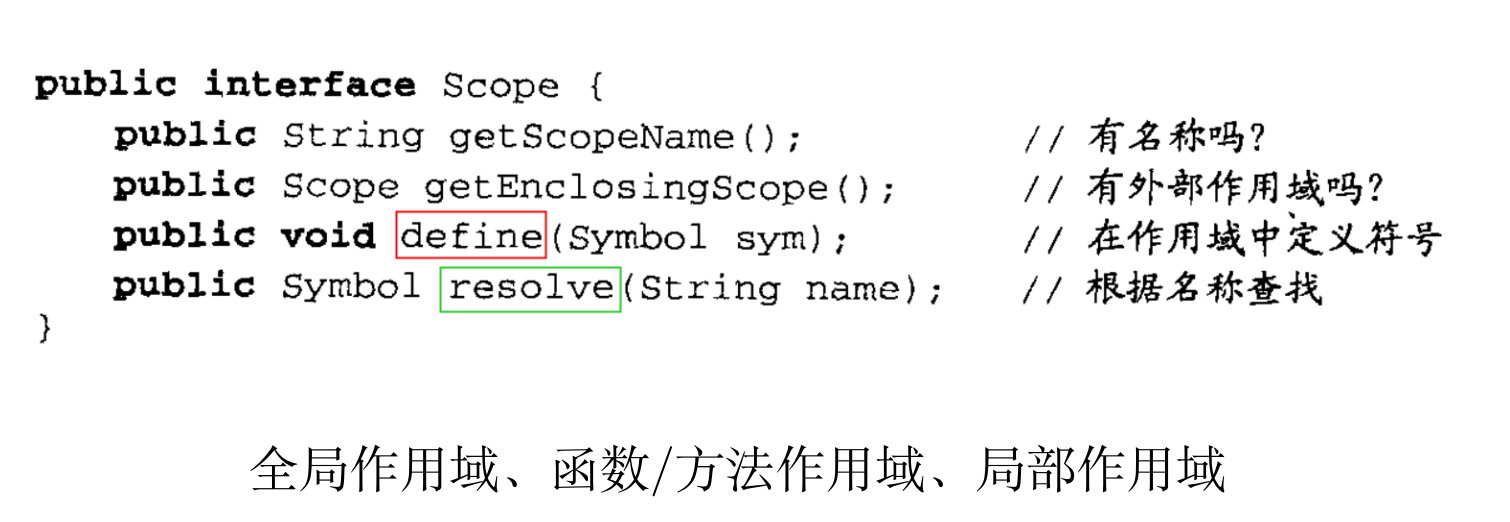 public interface Scope {
public String getScopeName(); // 有名称吗?
public Scope getEnclosingScope(); // 有外部作用域吗?
public void define(Symbol sym); // 在作用域中定义符号
public Symbol resolve(String name); // 根据名称查找
}
全局作用域、函数/方法作用域、局部作用域